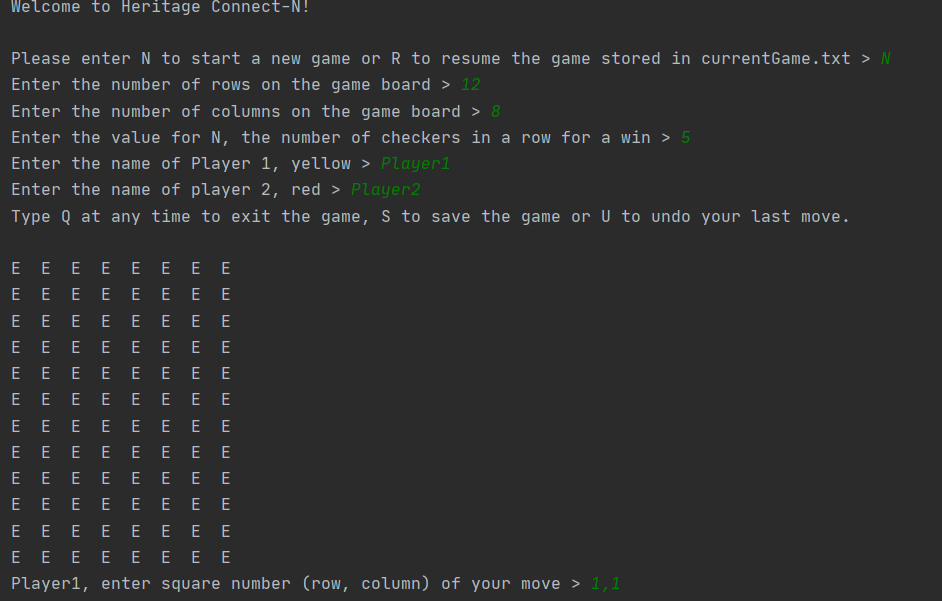 Welcome to Heritage Connect-N!
Please enter N to start a new game or R to resume the game stored in currentGame.txt > N
Enter the number of rows on the game board > 12
Enter the number of columns on the game board > 8
Enter the value for N, the number of checkers in a row for a win > 5
Enter the name of Player 1, yellow > Player1
Enter the name of player 2, red > Player2
Type Q at any time to exit the game, S to save the game or U to undo your last move.
E E E E E E E E
E E E E E E E E
E E E E E E E E
E E E E E E E E
E E E E E E E E
E E E E E E E E
E E E E E E E E
E E E E E E E E
E E E E E E E E
E E E E E E E E
E E E E E E E E
E E E E E E E E
Player1, enter square number (row, column) of your move > 1,1